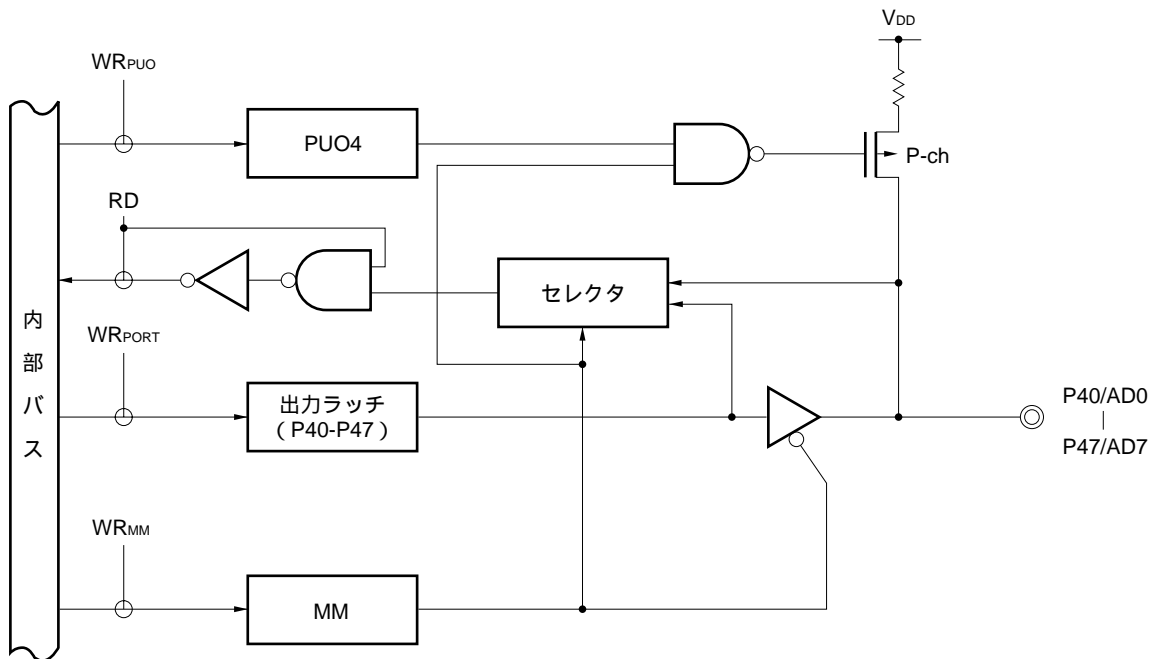 VDD
WRPUO
PUO4
P-ch
RD
セレクタ
内部バス
WRPORT
出力ラッチ
(P40-P47)
P40/AD0
|
P47/AD7
WRMM
MM